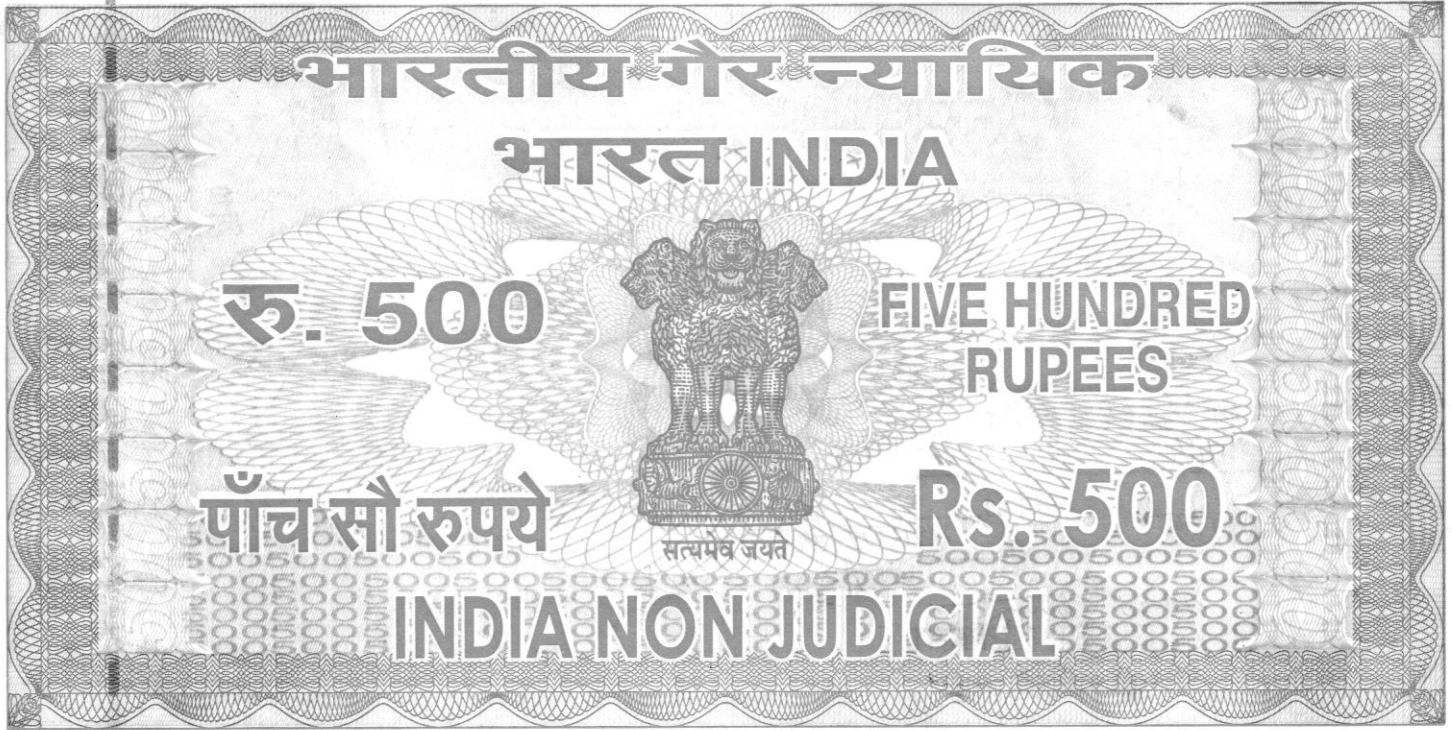 भारतीय गैर न्यायिक
भारत INDIA
रु. 500
FIVE HUNDRED
RUPEES
पाँच सौ रुपये
Rs. 500
सत्यमेव जयते
INDIA NON JUDICIAL